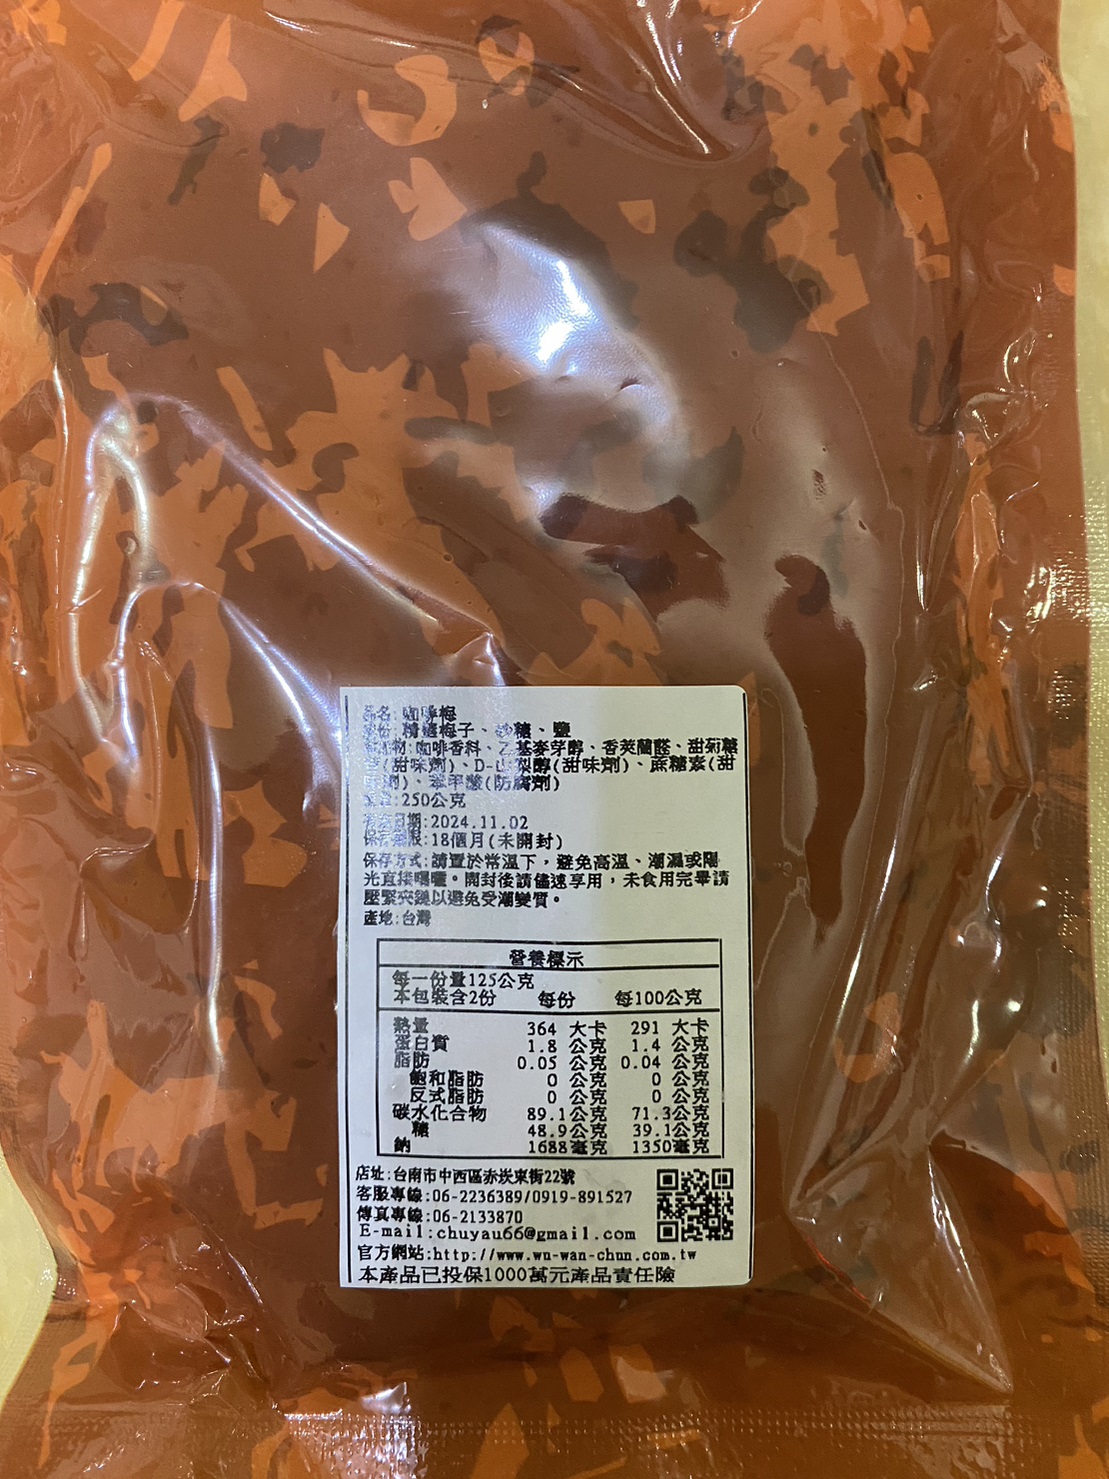 品名:咖啡梅
成份:精選梅子、砂糖、鹽
咖啡香料、乙基麥芽醇、香莢蘭醛、甜菊醣
(甜味劑)、D-山梨醇(甜味劑)、蔗糖素(甜
劑)、苯甲酸(防腐劑)
:250公克
日期:2024.11.02
保存期限:18個月(未開封)
保存方式:請置於常溫下，避免高溫、潮濕或陽
光直接曝曬。開封後請儘速享用，未食用完畢請
壓緊夾鏈以避免受潮變質。
產地:台灣
營養標示
每一份量125公克
本包裝含2份 每份 每100公克
熱量 364 大卡 291 大卡
蛋白質 1.8 公克 1.4 公克
脂肪 0.05 公克 0.04 公克
飽和脂肪 0 公克 0 公克
反式脂肪 0 公克 0 公克
碳水化合物 89.1公克 71.3公克
糖 48.9公克 39.1公克
鈉 1688毫克 1350毫克
店址:台南市中西區赤崁東街22號
客服專線:06-2236389/0919-891527
傳真專線:06-2133870
E-mail:chuyau66@gmail.com
官方網站:http://www.wu-wan-chun.com.tw
本產品已投保1000萬元產品責任險